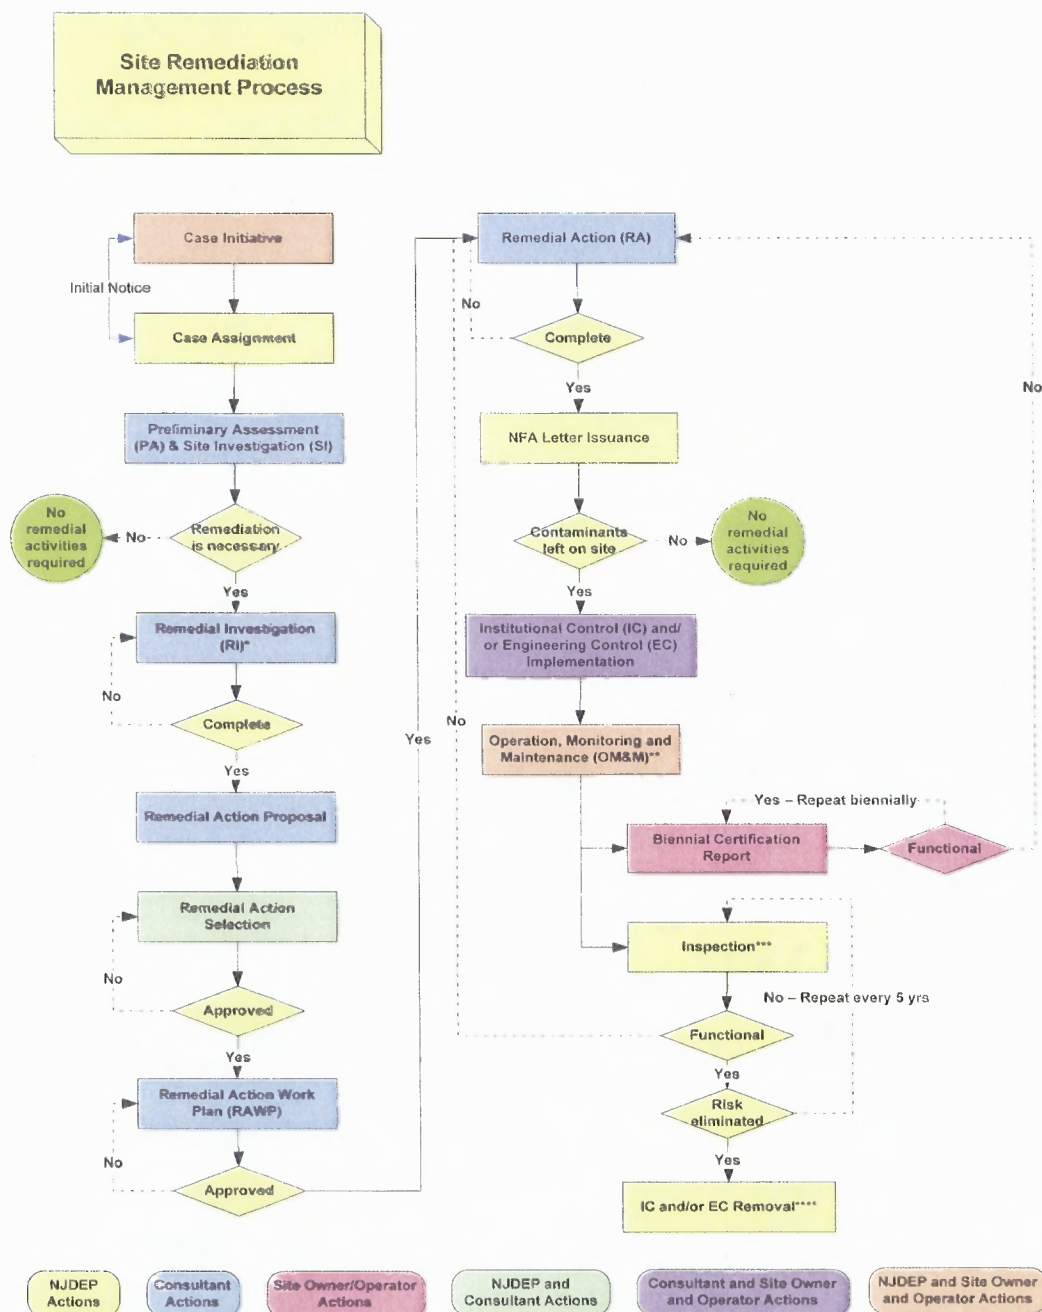 Site Remediation
Management Process
Case Initiative
Initial Notice
Case Assignment
Preliminary Assessment
(PA) & Site Investigation (SI)
No
remedial
activities
required
No
Remediation
is necessary
Yes
Remedial Investigation
(RI)*
No
Complete
Yes
Remedial Action Proposal
Remedial Action
Selection
No
Approved
Yes
Remedial Action Work
Plan (RAWP)
No
Approved
Yes
Remedial Action (RA)
No
Complete
Yes
NFA Letter Issuance
Contaminants
left on site
No
No
remedial
activities
required
Yes
Institutional Control (IC) and/
or Engineering Control (EC)
Implementation
No
Operation, Monitoring and
Maintenance (OM&M)**
Yes – Repeat biennially
Biennial Certification
Report
Functional
No
Inspection***
No – Repeat every 5 yrs
Functional
Yes
Risk
eliminated
Yes
IC and/or EC Removal****
NJDEP
Actions
Consultant
Actions
Site Owner/Operator
Actions
NJDEP and
Consultant Actions
Consultant and Site Owner
and Operator Actions
NJDEP and Site Owner
and Operator Actions